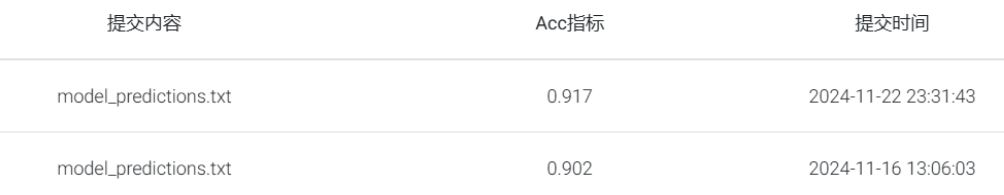 提交内容 Acc指标 提交时间
model_predictions.txt 0.917 2024-11-22 23:31:43
model_predictions.txt 0.902 2024-11-16 13:06:03